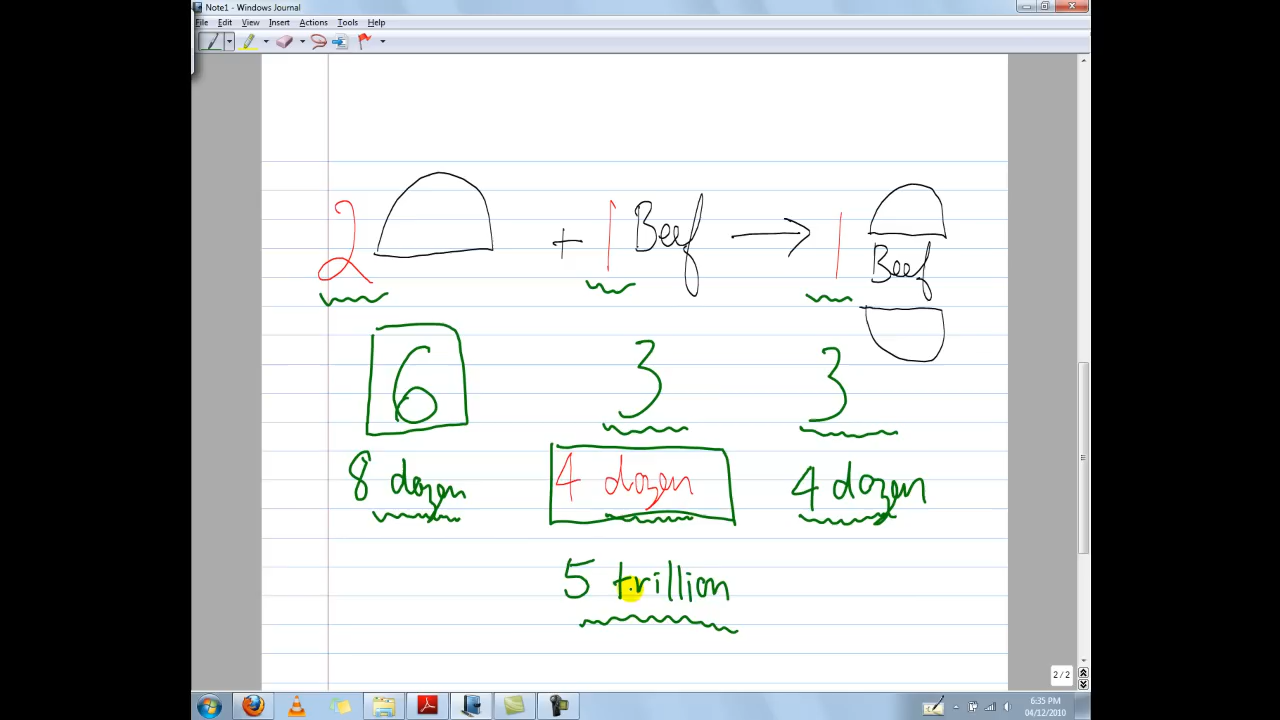 Note1 - Windows Journal
File Edit View Insert Actions Tools Help
2 + 1 Beef → 1 Beef
6 3 3
8 dozen 4 dozen 4 dozen
5 trillion
2/2
6:35 PM
04/12/2010